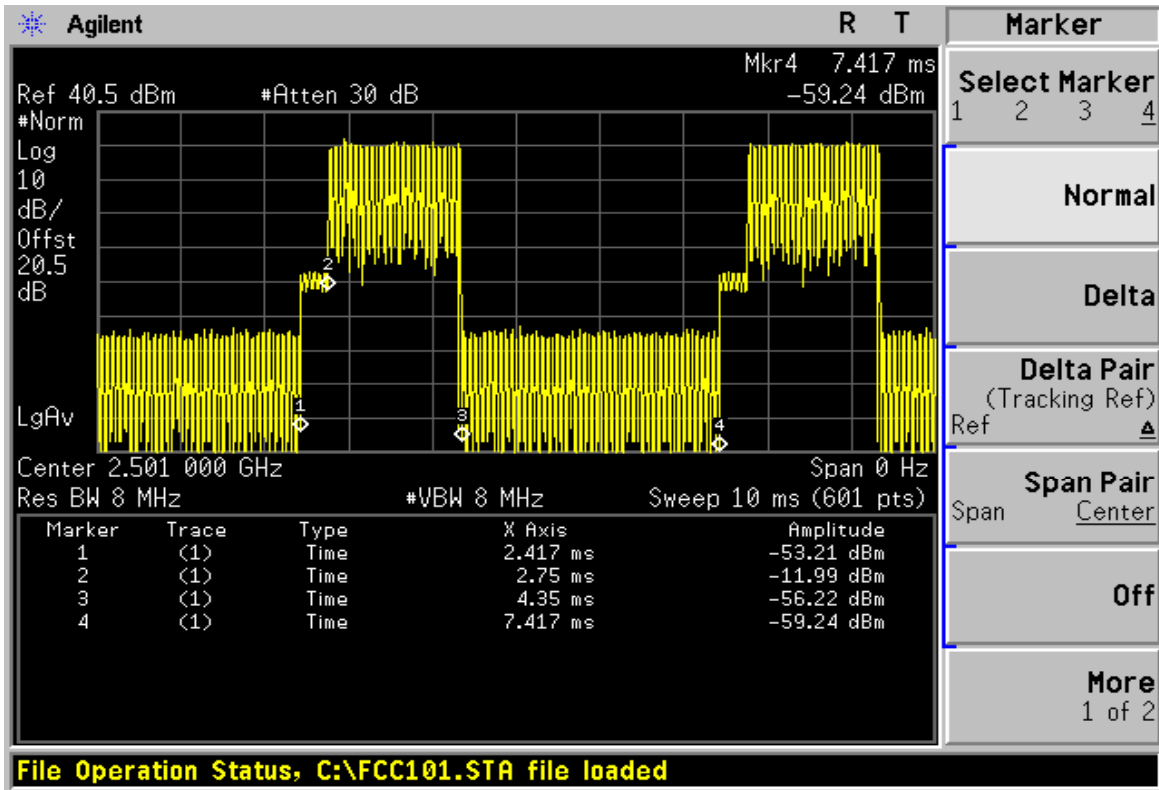 Agilent R T
Mkr4 7.417 ms
Ref 40.5 dBm #Atten 30 dB -59.24 dBm
#Norm
Log
10
dB/
Offst
20.5
dB
LgAv
1
2
3
4
Center 2.501 000 GHz Span 0 Hz
Res BW 8 MHz #VBW 8 MHz Sweep 10 ms (601 pts)
Marker Trace Type X Axis Amplitude
1 (1) Time 2.417 ms -53.21 dBm
2 (1) Time 2.75 ms -11.99 dBm
3 (1) Time 4.35 ms -56.22 dBm
4 (1) Time 7.417 ms -59.24 dBm
File Operation Status, C:\FCC101.STA file loaded
Marker
Select Marker
1 2 3 4
Normal
Delta
Delta Pair
(Tracking Ref)
Ref Δ
Span Pair
Span Center
Off
More
1 of 2